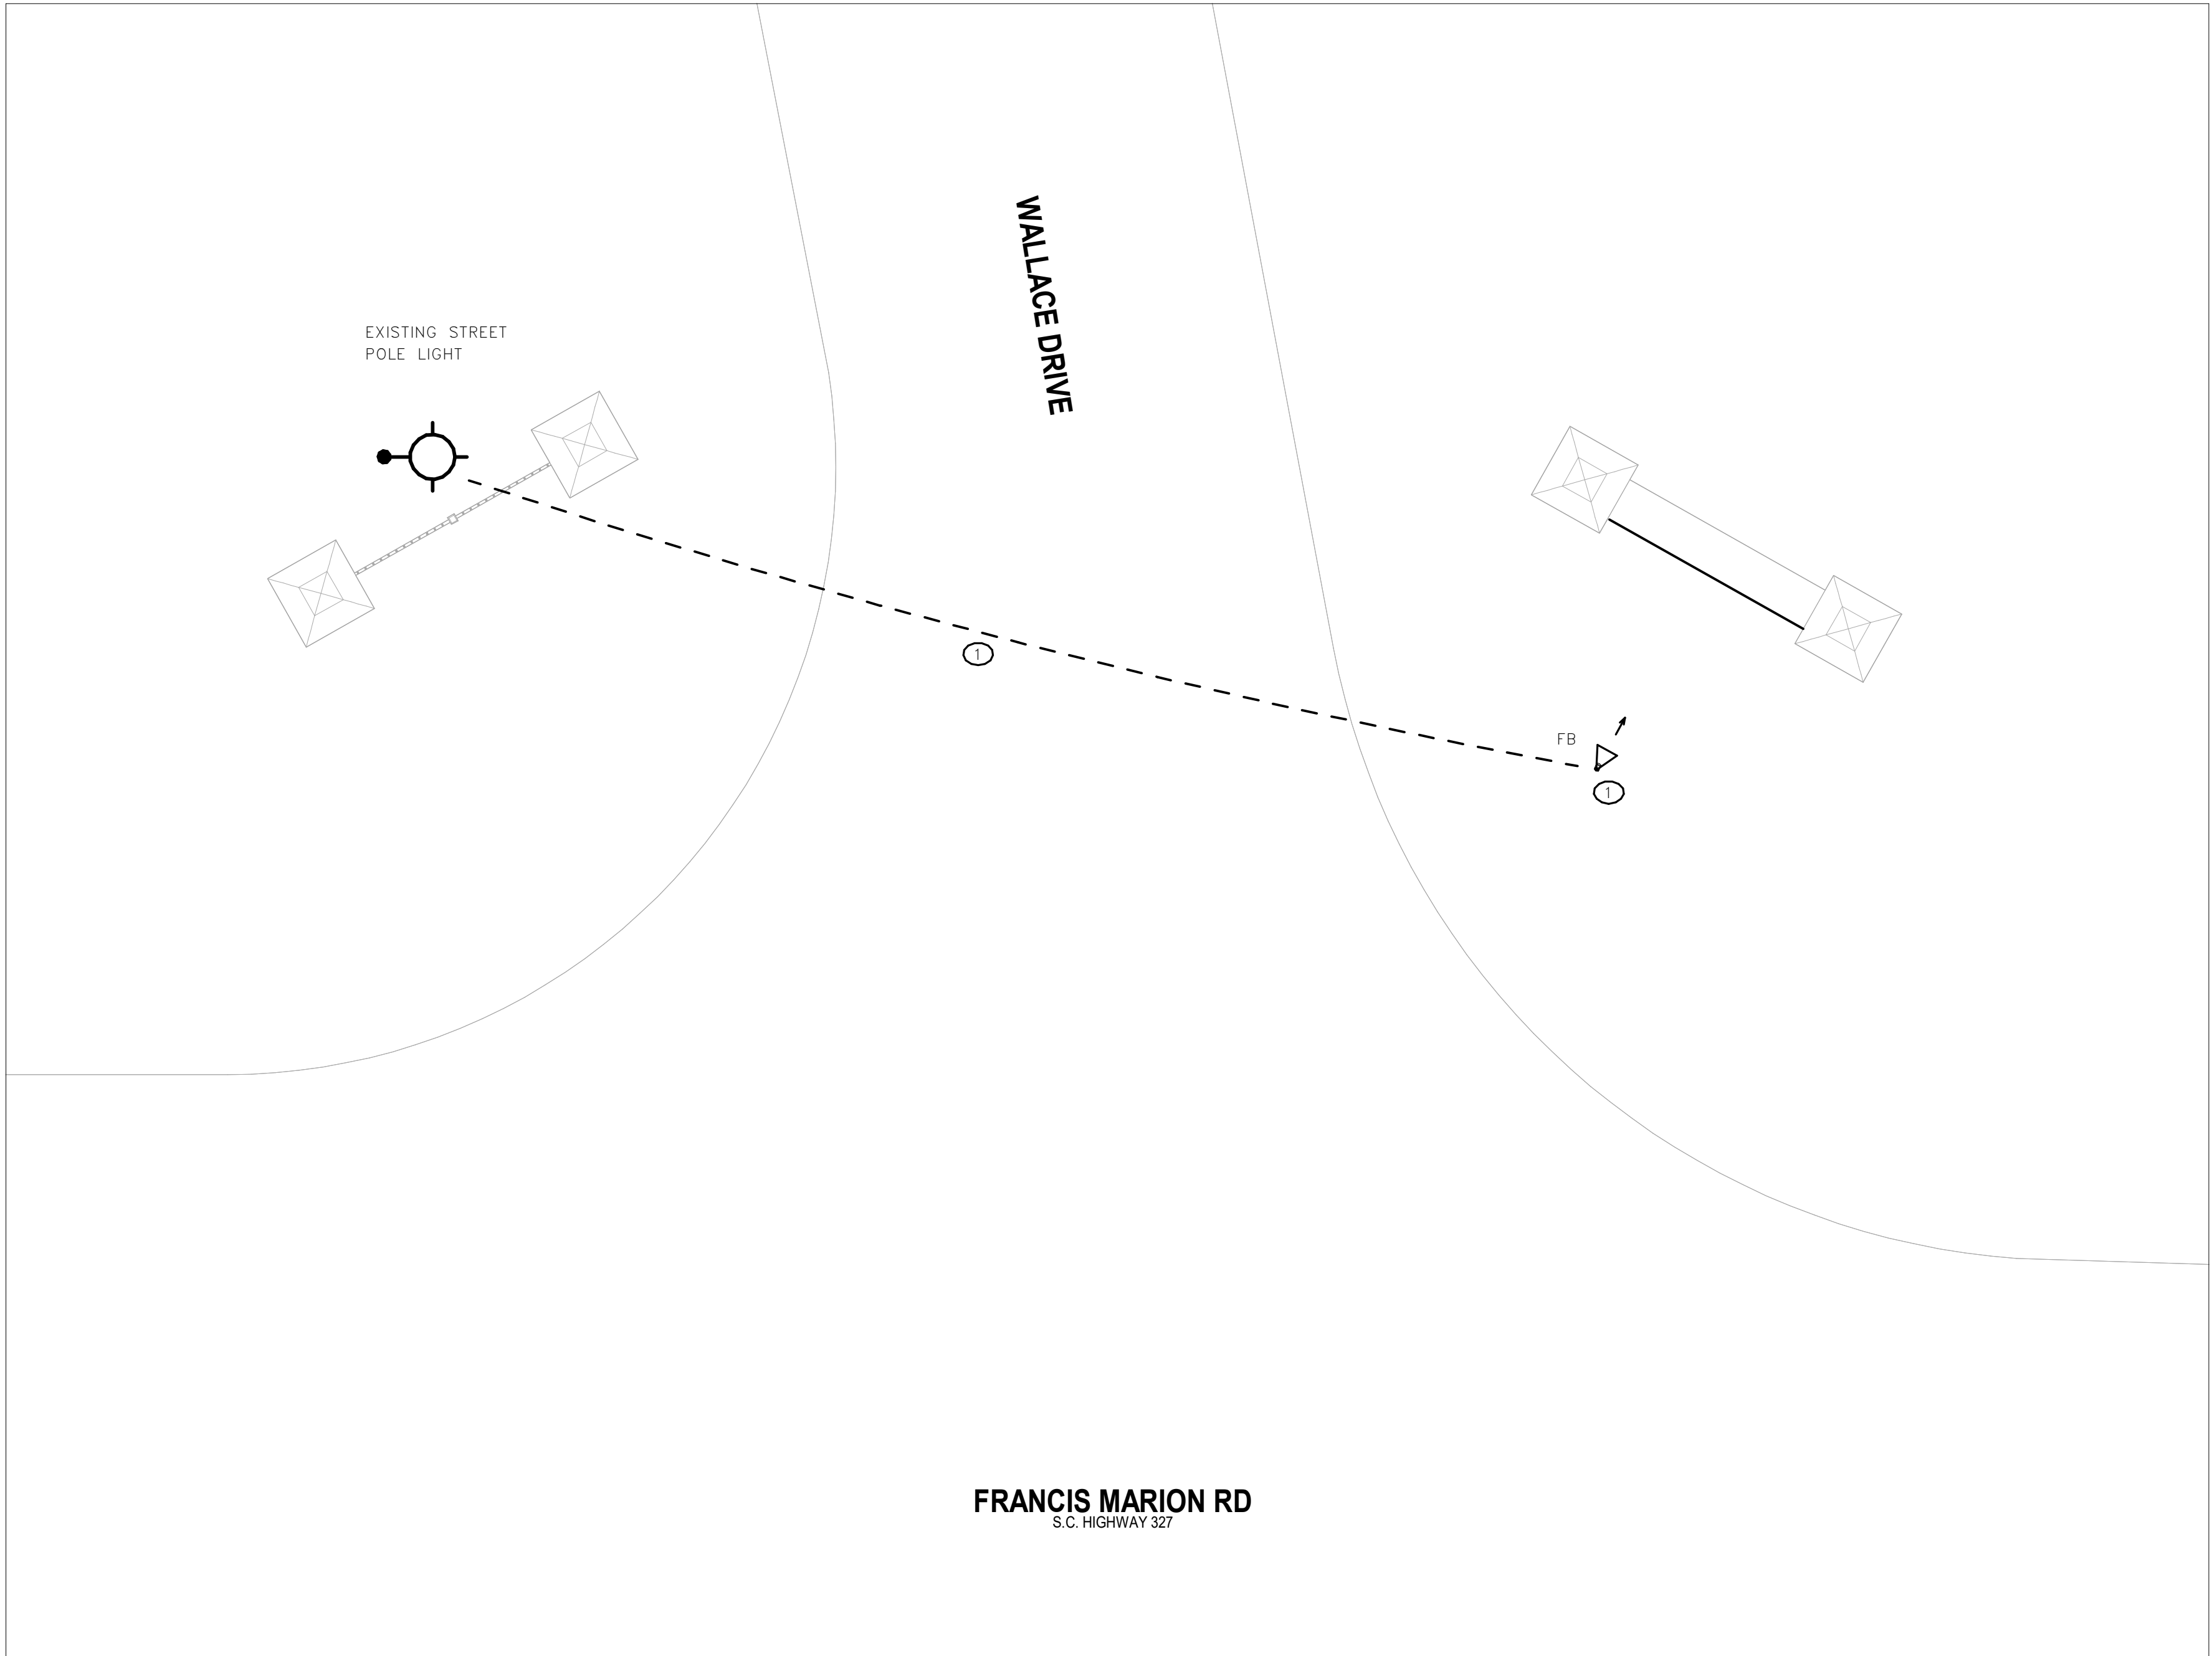 WALLACE DRIVE
EXISTING STREET
POLE LIGHT
1
FB
1
FRANCIS MARION RD
S.C. HIGHWAY 327